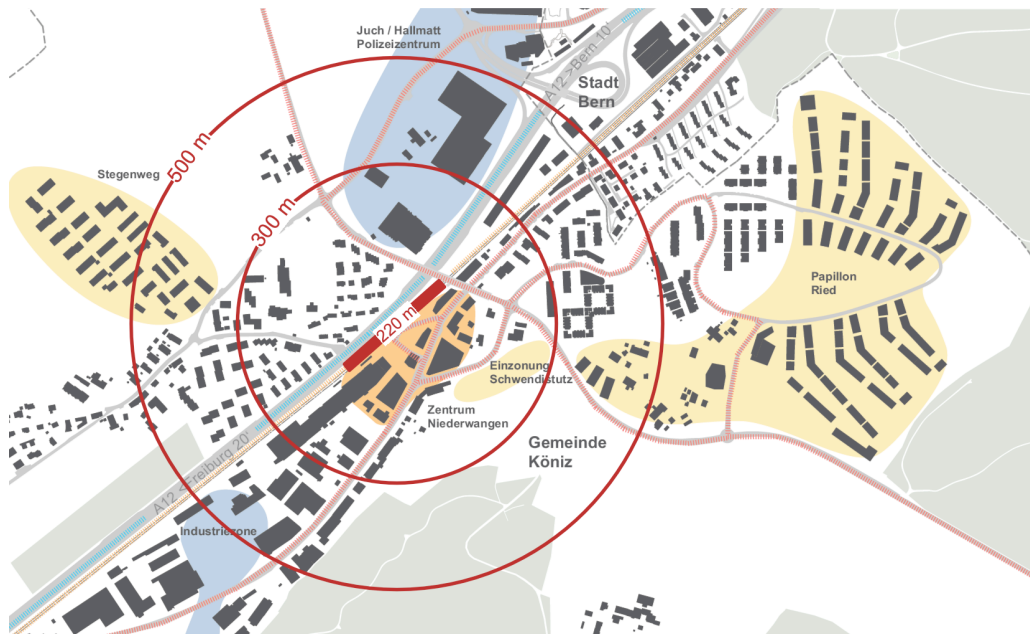 Juch / Hallmatt
Polizeizentrum
A12 >Bern 10'
Stadt
Bern
500 m
Stegenweg
300 m
Papillon
Ried
220 m
Einzonung
Schwendistutz
Zentrum
Niederwangen
Gemeinde
Köniz
A12 <Freiburg 20'
Industriezone